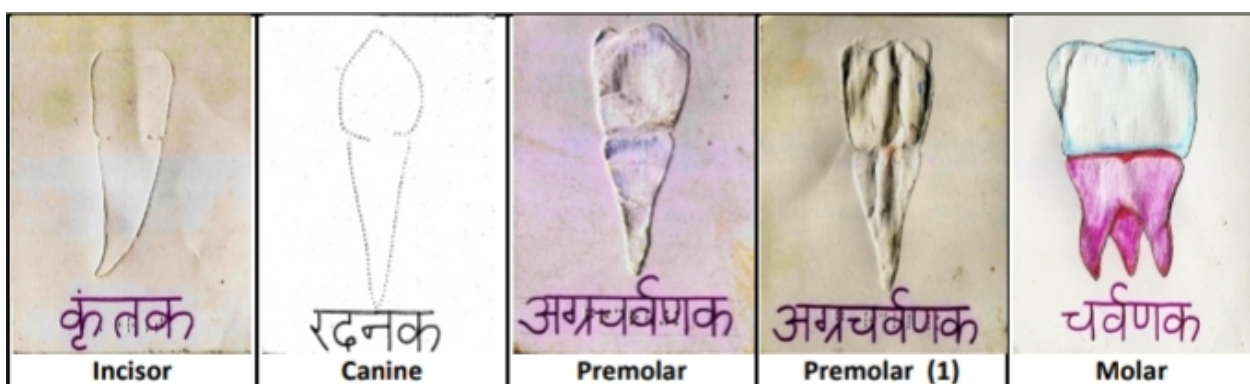 कृंतक
रदनक
अग्रचर्वणक
अग्रचर्वणक
चर्वणक
Incisor
Canine
Premolar
Premolar (1)
Molar